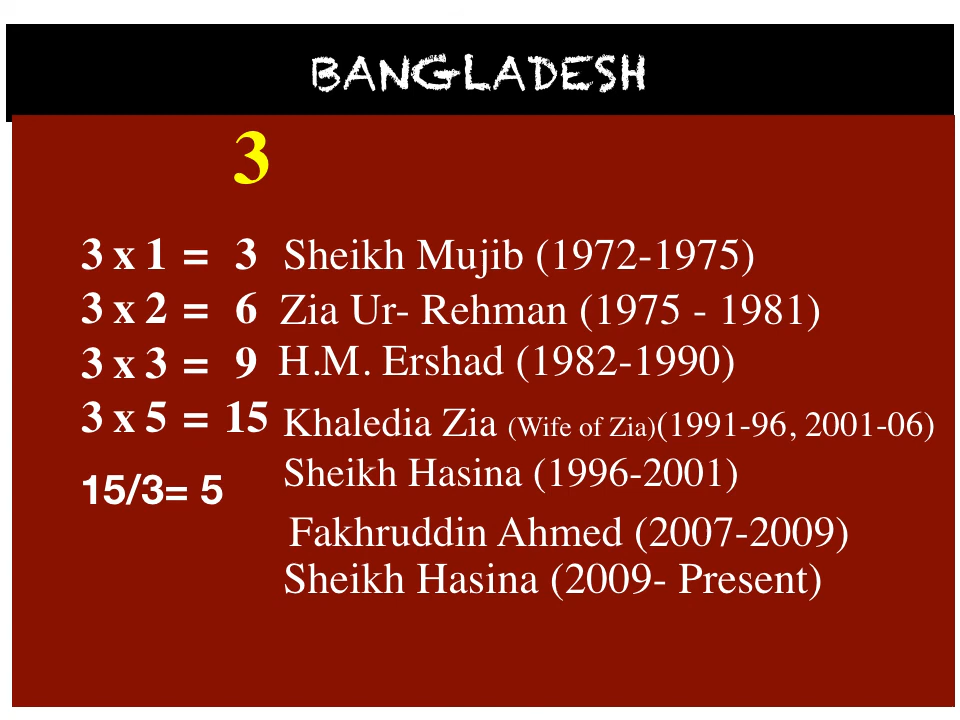 BANGLADESH
3
3 x 1 = 3 Sheikh Mujib (1972-1975)
3 x 2 = 6 Zia Ur- Rehman (1975 - 1981)
3 x 3 = 9 H.M. Ershad (1982-1990)
3 x 5 = 15 Khaledia Zia (Wife of Zia)(1991-96, 2001-06)
Sheikh Hasina (1996-2001)
15/3= 5
Fakhruddin Ahmed (2007-2009)
Sheikh Hasina (2009- Present)